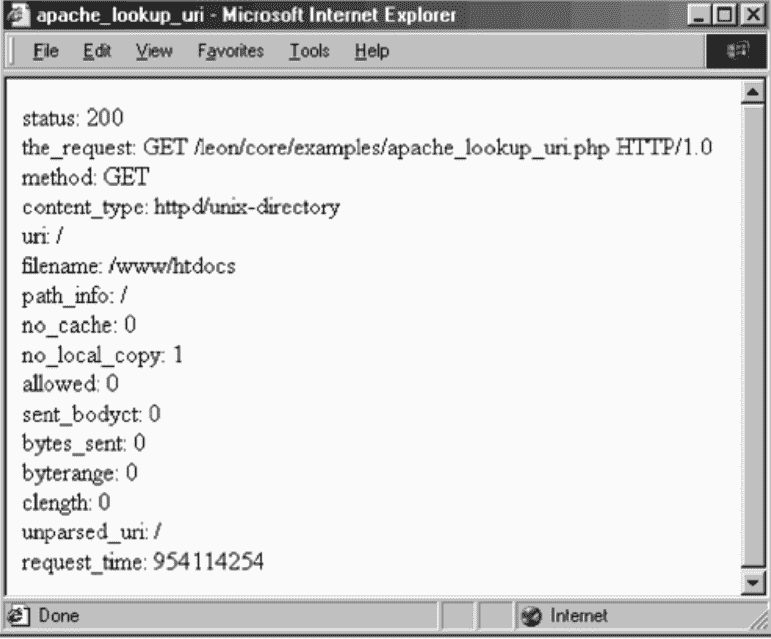 apache_lookup_uri - Microsoft Internet Explorer
File Edit View Favorites Tools Help
status: 200
the_request: GET /leon/core/examples/apache_lookup_uri.php HTTP/1.0
method: GET
content_type: httpd/unix-directory
uri: /
filename: /www/htdocs
path_info: /
no_cache: 0
no_local_copy: 1
allowed: 0
sent_bodyct: 0
bytes_sent: 0
byterange: 0
clength: 0
unparsed_uri: /
request_time: 954114254
Done Internet